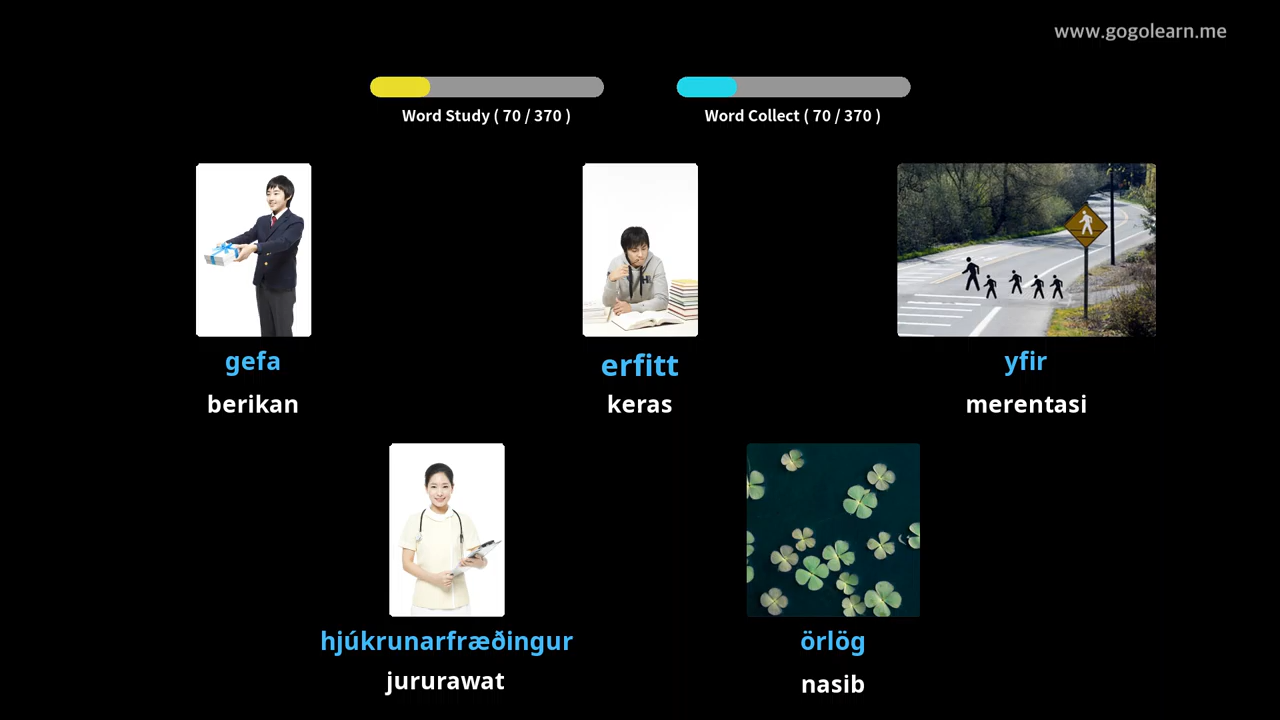 www.gogolearn.me
Word Study ( 70 / 370 )
Word Collect ( 70 / 370 )
gefa
berikan
erfitt
keras
yfir
merentasi
hjúkrunarfræðingur
jururawat
örlög
nasib